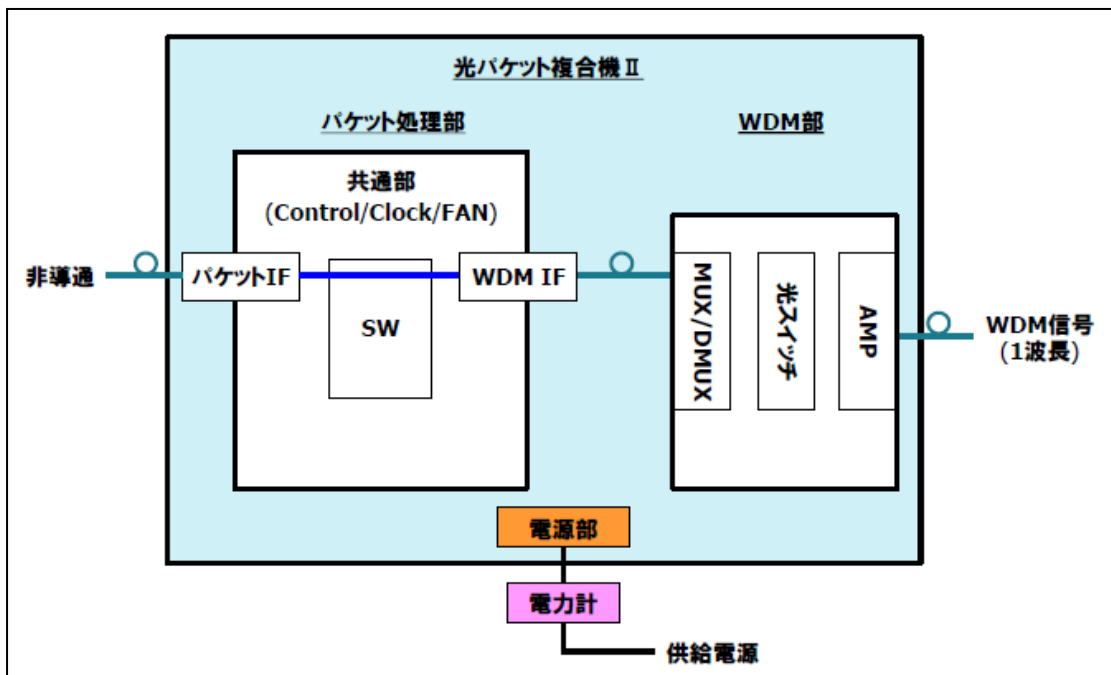 光パケット複合機Ⅱ
パケット処理部
WDM部
共通部
(Control/Clock/FAN)
非導通
パケットIF
SW
WDM IF
MUX/DMUX
光スイッチ
AMP
WDM信号
(1波長)
電源部
電力計
供給電源